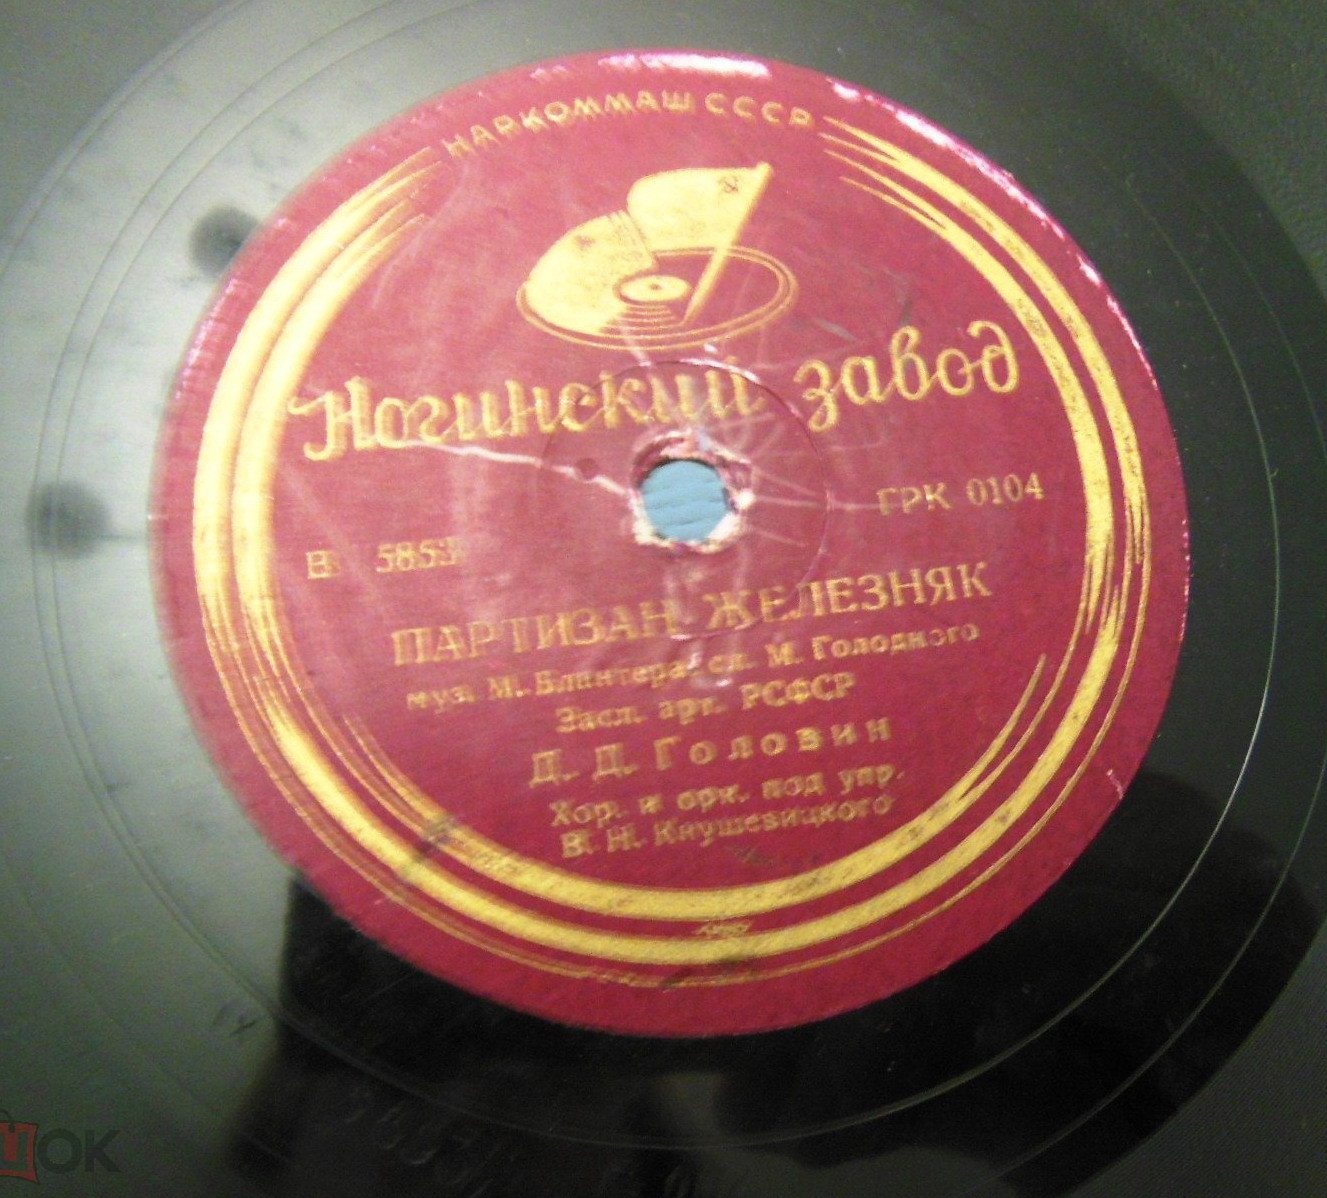 НАРКОММАШ СССР
Ногинский завод
ГРК 0104
В 5853
ПАРТИЗАН ЖЕЛЕЗНЯК
муз. М. Блантера, сл. М. Голодного
Засл. арт. РСФСР
Д. Д. Головин
Хор. и орк. под упр.
В. Н. Кнушевицкого
шок